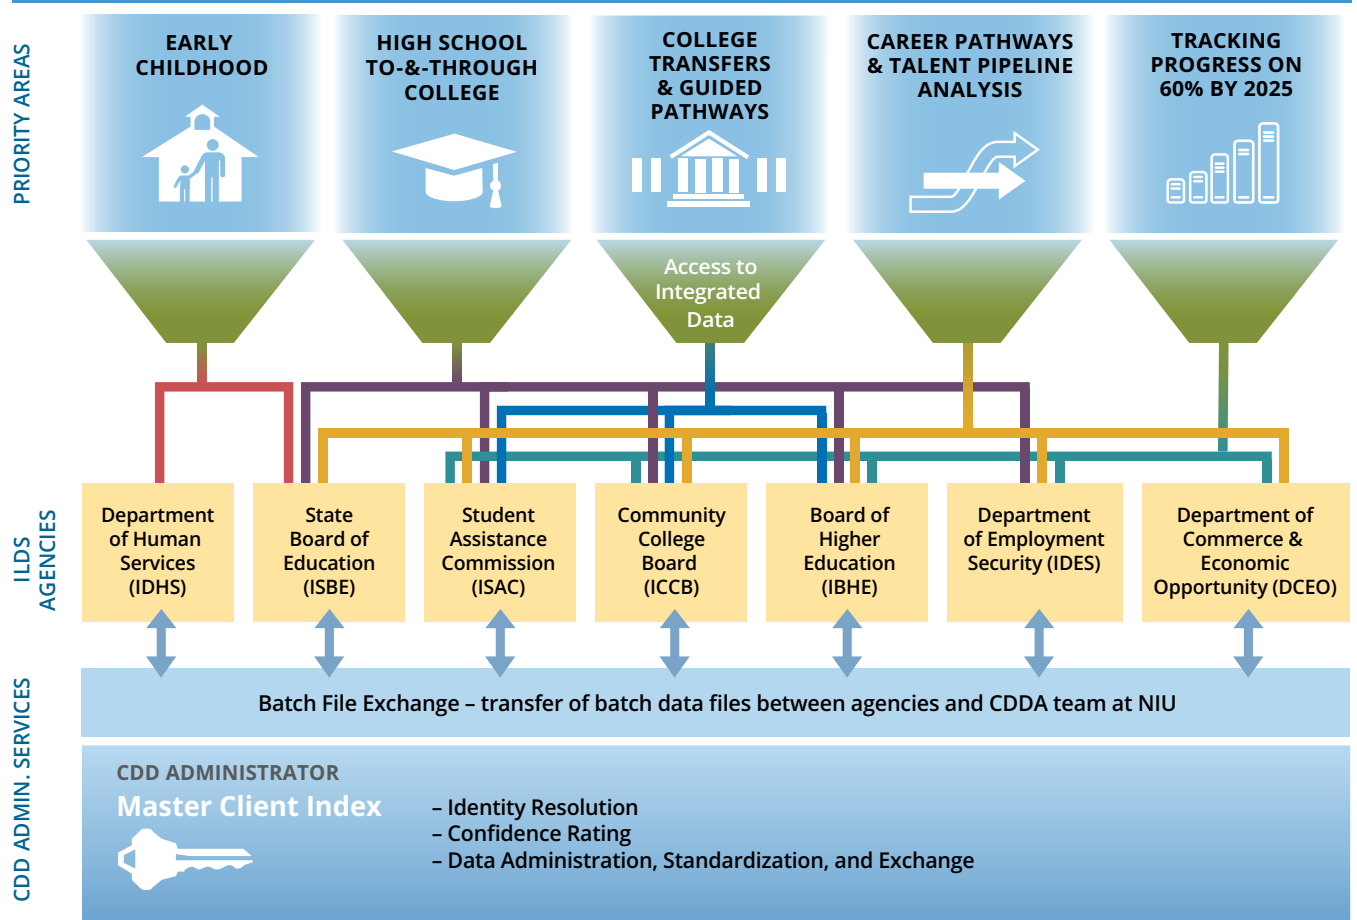 PRIORITY AREAS
EARLY
CHILDHOOD
HIGH SCHOOL
TO-&-THROUGH
COLLEGE
COLLEGE
TRANSFERS
& GUIDED
PATHWAYS
CAREER PATHWAYS
& TALENT PIPELINE
ANALYSIS
TRACKING
PROGRESS ON
60% BY 2025
Access to
Integrated
Data
ILDS
AGENCIES
Department
of Human
Services
(IDHS)
State
Board of
Education
(ISBE)
Student
Assistance
Commission
(ISAC)
Community
College
Board
(ICCB)
Board of
Higher
Education
(IBHE)
Department
of Employment
Security (IDES)
Department of
Commerce &
Economic
Opportunity (DCEO)
CDD ADMIN. SERVICES
Batch File Exchange – transfer of batch data files between agencies and CDDA team at NIU
CDD ADMINISTRATOR
Master Client Index
– Identity Resolution
– Confidence Rating
– Data Administration, Standardization, and Exchange